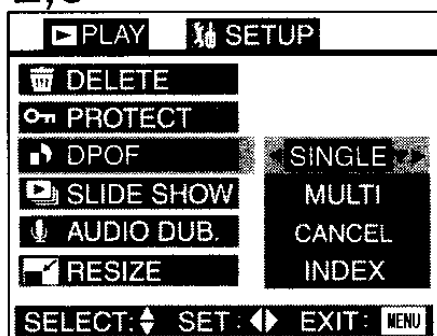 PLAY SETUP
DELETE
PROTECT
DPOF SINGLE
SLIDE SHOW MULTI
AUDIO DUB. CANCEL
RESIZE INDEX
SELECT: SET: EXIT: MENU